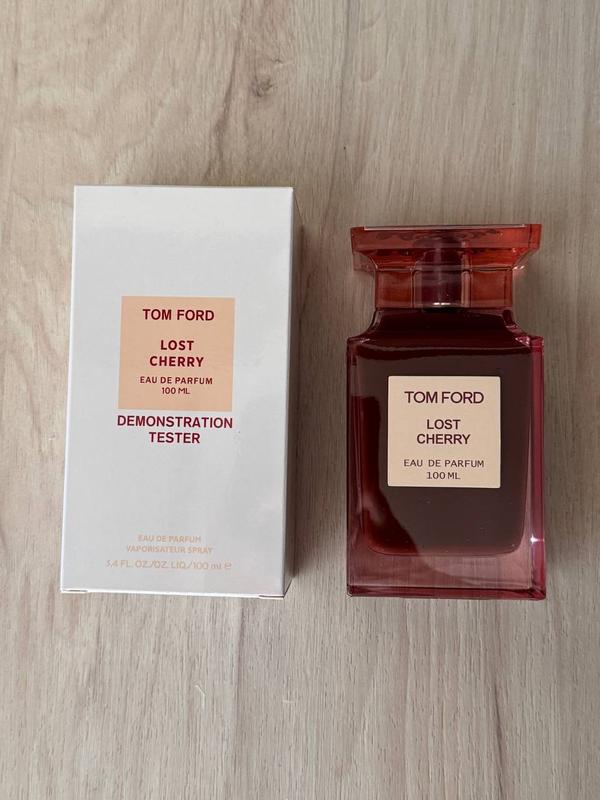 TOM FORD
LOST
CHERRY
EAU DE PARFUM
100 ML
DEMONSTRATION
TESTER
EAU DE PARFUM
VAPORISATEUR SPRAY
3.4 FL. OZ./OZ. LIQ./100 ml ℮
TOM FORD
LOST
CHERRY
EAU DE PARFUM
100 ML